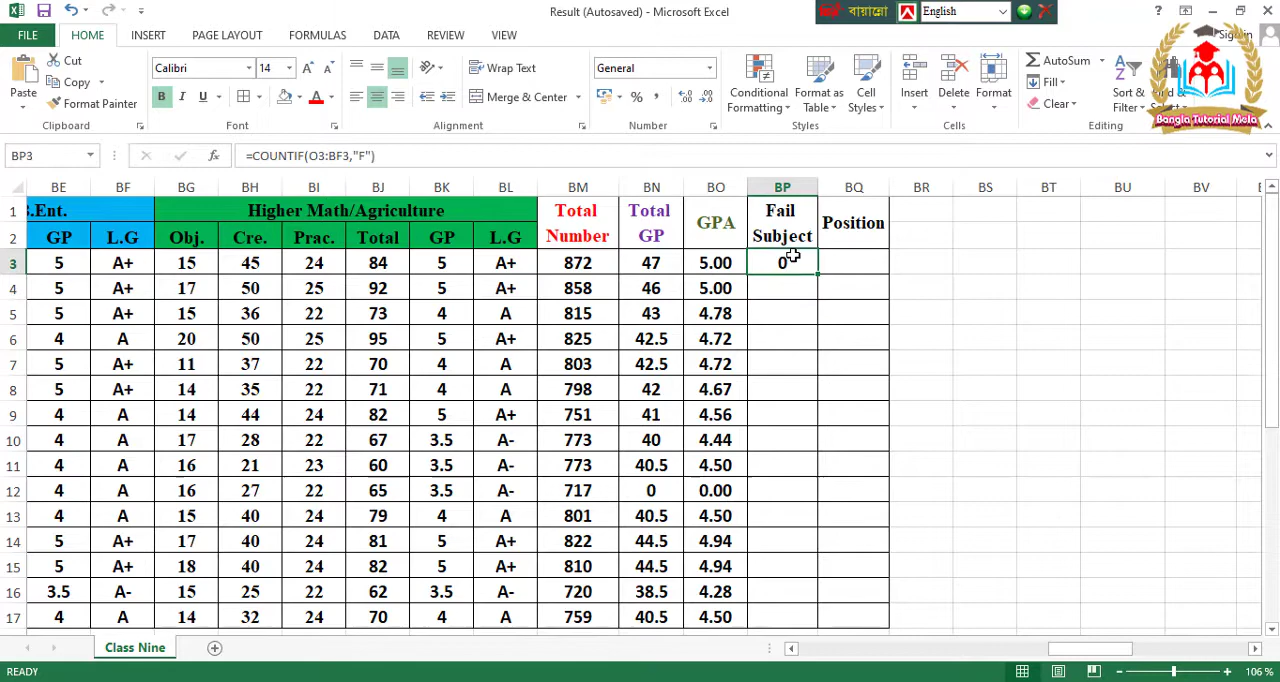 Result (Autosaved) - Microsoft Excel
বায়ান্নো English
FILE HOME INSERT PAGE LAYOUT FORMULAS DATA REVIEW VIEW Sign in
Paste Cut Copy Format Painter
Calibri 14
B I U
Wrap Text
Merge & Center
General
Conditional Formatting Format as Table Cell Styles
Insert Delete Format
AutoSum Fill Clear
Sort & Filter
Bangla Tutorial Mela
Clipboard Font Alignment Number Styles Cells Editing
BP3 =COUNTIF(O3:BF3,"F")
BE BF BG BH BI BJ BK BL BM BN BO BP BQ BR BS BT BU BV
1 .Ent. Higher Math/Agriculture Total Number Total GP GPA Fail Subject Position
2 GP L.G Obj. Cre. Prac. Total GP L.G
3 5 A+ 15 45 24 84 5 A+ 872 47 5.00 0
4 5 A+ 17 50 25 92 5 A+ 858 46 5.00
5 5 A+ 15 36 22 73 4 A 815 43 4.78
6 4 A 20 50 25 95 5 A+ 825 42.5 4.72
7 5 A+ 11 37 22 70 4 A 803 42.5 4.72
8 5 A+ 14 35 22 71 4 A 798 42 4.67
9 4 A 14 44 24 82 5 A+ 751 41 4.56
10 4 A 17 28 22 67 3.5 A- 773 40 4.44
11 4 A 16 21 23 60 3.5 A- 773 40.5 4.50
12 4 A 16 27 22 65 3.5 A- 717 0 0.00
13 4 A 15 40 24 79 4 A 801 40.5 4.50
14 5 A+ 17 40 24 81 5 A+ 822 44.5 4.94
15 5 A+ 18 40 24 82 5 A+ 810 44.5 4.94
16 3.5 A- 15 25 22 62 3.5 A- 720 38.5 4.28
17 4 A 14 32 24 70 4 A 759 40.5 4.50
Class Nine
READY 106 %